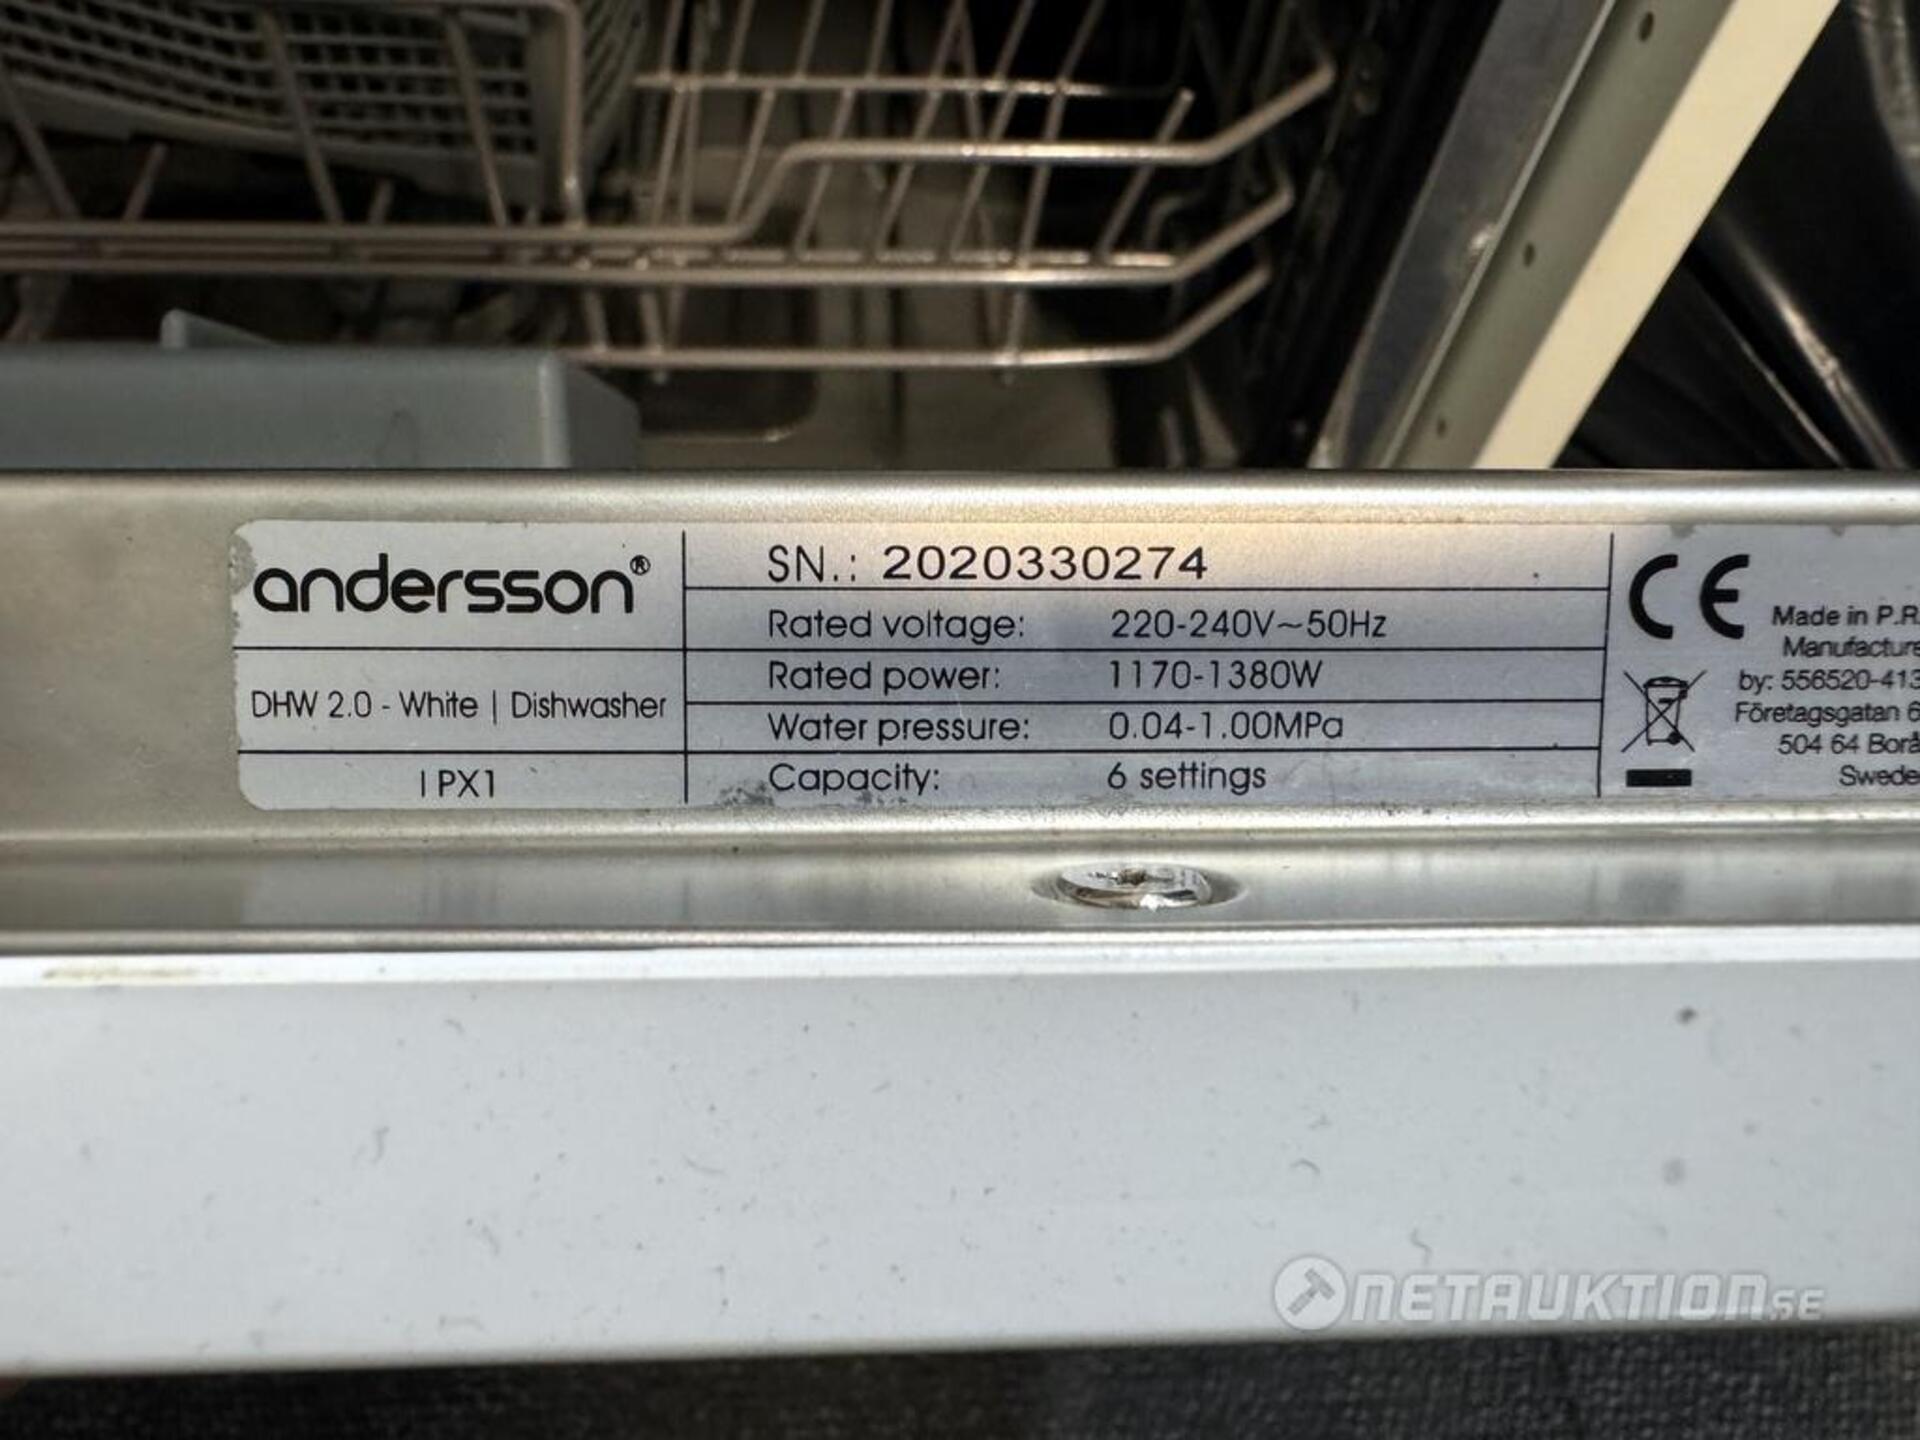 andersson®
DHW 2.0 - White | Dishwasher
IPX1
SN.: 2020330274
Rated voltage: 220-240V~50Hz
Rated power: 1170-1380W
Water pressure: 0.04-1.00MPa
Capacity: 6 settings
CE
Made in P.R.
Manufacture
by: 556520-413
Företagsgatan 6
504 64 Borå
Swede
NETAUKTION.SE